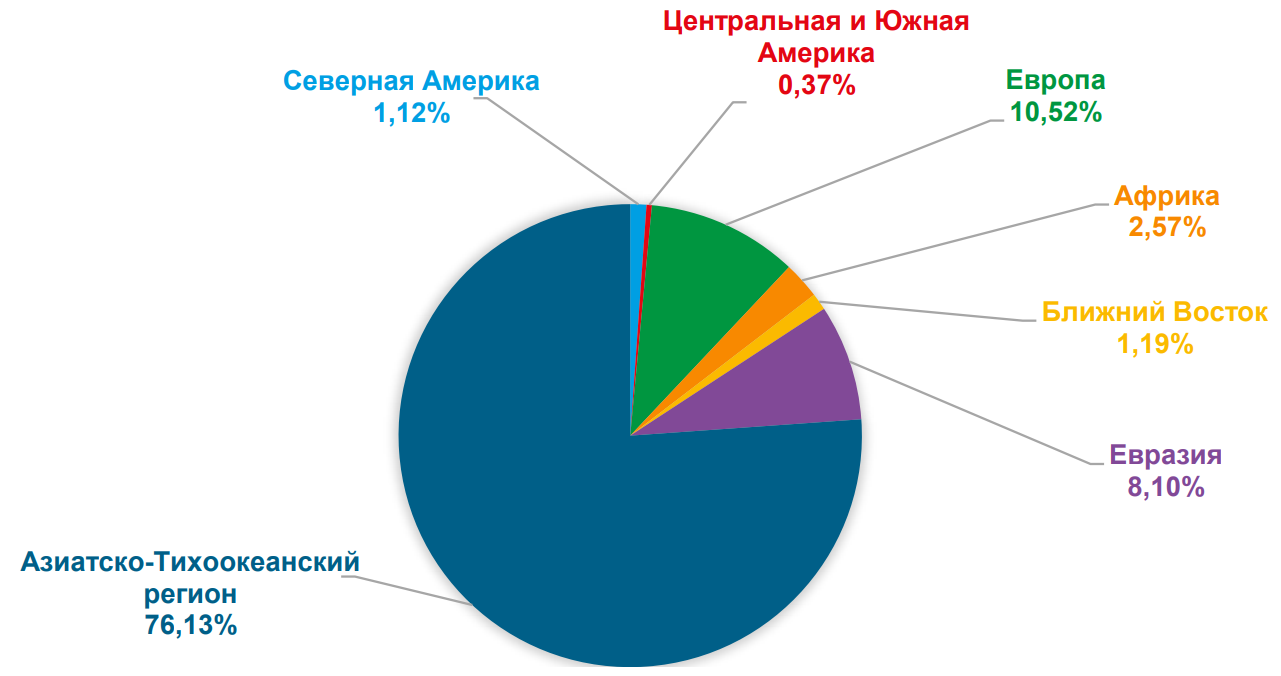 Центральная и Южная
Америка
0,37%
Северная Америка
1,12%
Европа
10,52%
Африка
2,57%
Ближний Восток
1,19%
Евразия
8,10%
Азиатско-Тихоокеанский
регион
76,13%